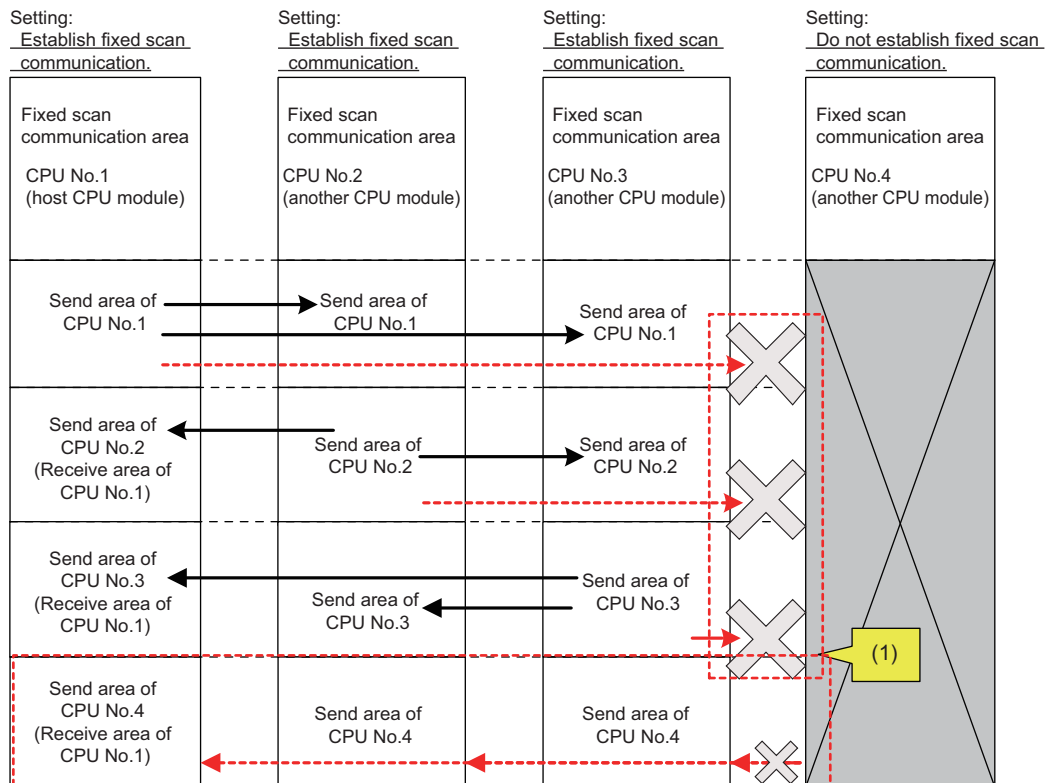 Setting:
Establish fixed scan
communication.
Setting:
Establish fixed scan
communication.
Setting:
Establish fixed scan
communication.
Setting:
Do not establish fixed scan
communication.
Fixed scan
communication area
CPU No.1
(host CPU module)
Fixed scan
communication area
CPU No.2
(another CPU module)
Fixed scan
communication area
CPU No.3
(another CPU module)
Fixed scan
communication area
CPU No.4
(another CPU module)
Send area of
CPU No.1
Send area of
CPU No.1
Send area of
CPU No.1
Send area of
CPU No.2
(Receive area of
CPU No.1)
Send area of
CPU No.2
Send area of
CPU No.2
Send area of
CPU No.3
(Receive area of
CPU No.1)
Send area of
CPU No.3
Send area of
CPU No.3
(1)
Send area of
CPU No.4
(Receive area of
CPU No.1)
Send area of
CPU No.4
Send area of
CPU No.4